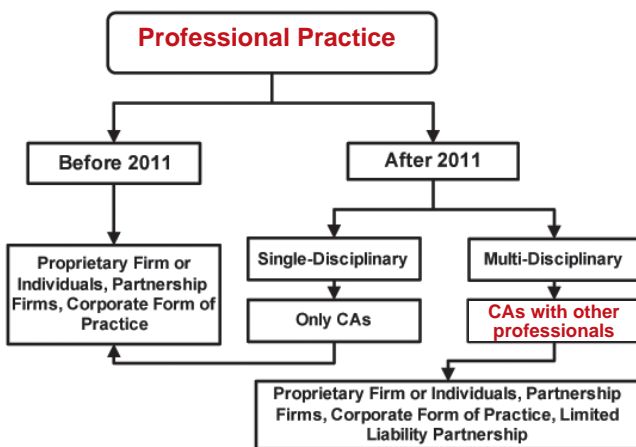 Professional Practice
Before 2011
After 2011
Proprietary Firm or
Individuals, Partnership
Firms, Corporate Form of
Practice
Single-Disciplinary
Multi-Disciplinary
Only CAs
CAs with other
professionals
Proprietary Firm or Individuals, Partnership
Firms, Corporate Form of Practice, Limited
Liability Partnership